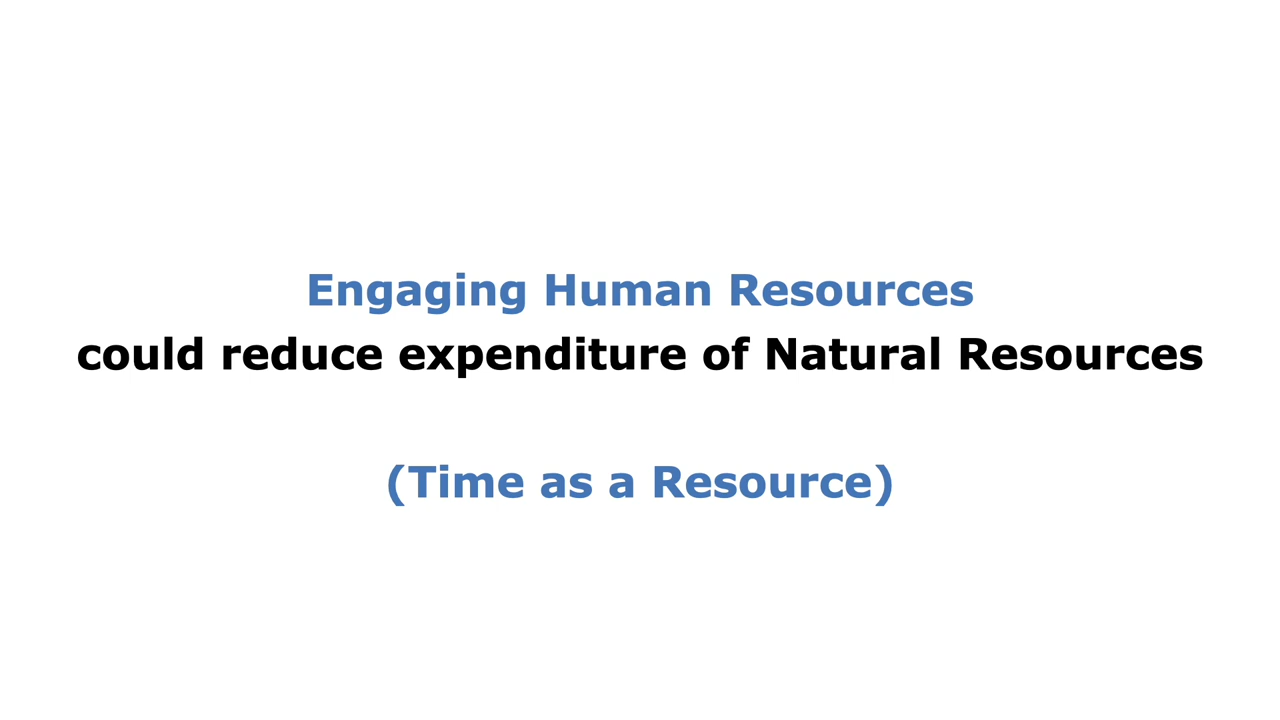 Engaging Human Resources
could reduce expenditure of Natural Resources
(Time as a Resource)